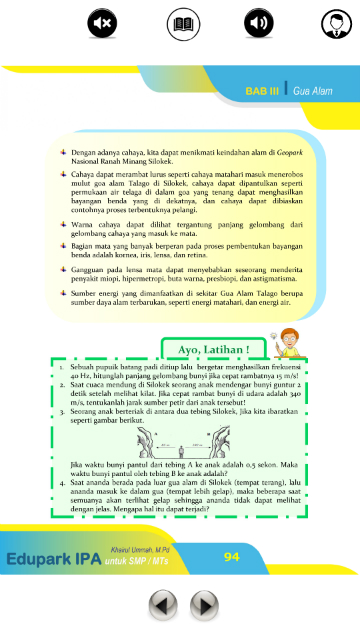 BAB III Gua Alam
Dengan adanya cahaya, kita dapat menikmati keindahan alam di Geopark
Nasional Ranah Minang Silokek.
Cahaya dapat merambat lurus seperti cahaya matahari masuk menerobos
mulut goa alam Talago di Silokek, cahaya dapat dipantulkan seperti
permukaan air telaga di dalam goa yang tenang dapat menghasilkan
bayangan benda yang di dekatnya, dan cahaya dapat dibiaskan
contohnya proses terbentuknya pelangi.
Warna cahaya dapat dilihat tergantung panjang gelombang dari
gelombang cahaya yang masuk ke mata.
Bagian mata yang banyak berperan pada proses pembentukan bayangan
benda adalah kornea, iris, lensa, dan retina.
Gangguan pada lensa mata dapat menyebabkan seseorang menderita
penyakit miopi, hipermetropi, buta warna, presbiopi, dan astigmatisma.
Sumber energi yang dimanfaatkan di sekitar Gua Alam Talago berupa
sumber daya alam terbarukan, seperti energi matahari, dan energi air.
Ayo, Latihan !
1. Sebuah pupuik batang padi ditiup lalu bergetar menghasilkan frekuensi
40 Hz, hitunglah panjang gelombang bunyi jika cepat rambatnya 15 m/s!
2. Saat cuaca mendung di Silokek seorang anak mendengar bunyi guntur 2
detik setelah melihat kilat. Jika cepat rambat bunyi di udara adalah 340
m/s, tentukanlah jarak sumber petir dari anak tersebut!
3. Seorang anak berteriak di antara dua tebing Silokek, Jika kita ibaratkan
seperti gambar berikut.
Jika waktu bunyi pantul dari tebing A ke anak adalah 0,5 sekon. Maka
waktu bunyi pantul oleh tebing B ke anak adalah?
4. Saat ananda berada pada luar gua alam di Silokek (tempat terang), lalu
ananda masuk ke dalam gua (tempat lebih gelap), maka beberapa saat
semuanya akan terlihat gelap sehingga ananda tidak dapat melihat
dengan jelas. Mengapa hal itu dapat terjadi?
Khairul Ummah, M.Pd
Edupark IPA untuk SMP / MTs
94